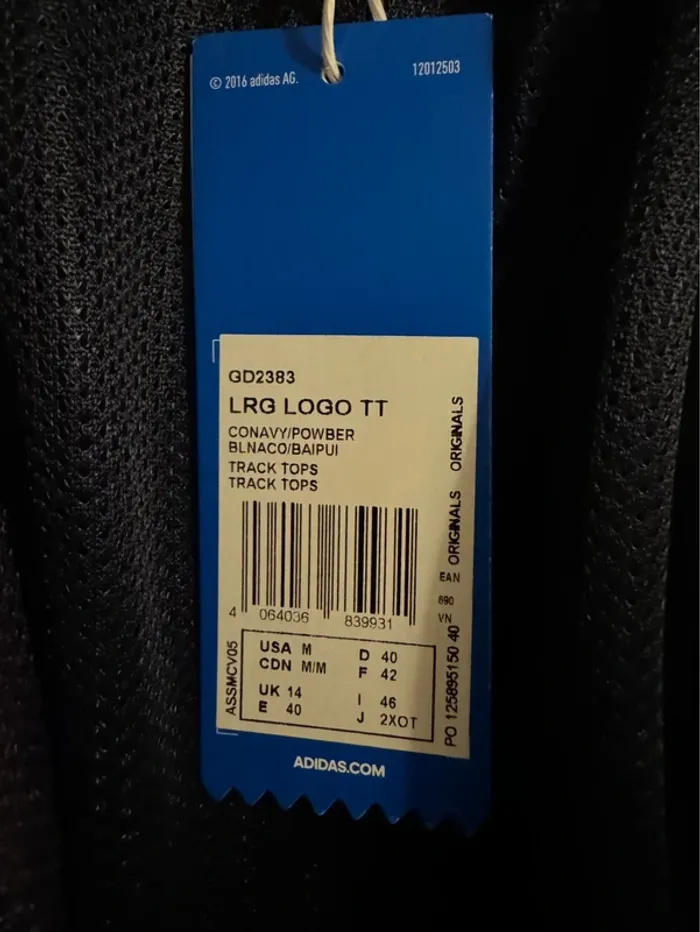 © 2016 adidas AG.
12012503
GD2383
LRG LOGO TT
CONAVY/POWBER
BLNACO/BAIPUI
TRACK TOPS
TRACK TOPS
4 064036 839931
ORIGINALS ORIGINALS
EAN
690
VN
PO 125895150 40
ASSMCV05
USA M D 40
CDN M/M F 42
UK 14 I 46
E 40 J 2XOT
ADIDAS.COM